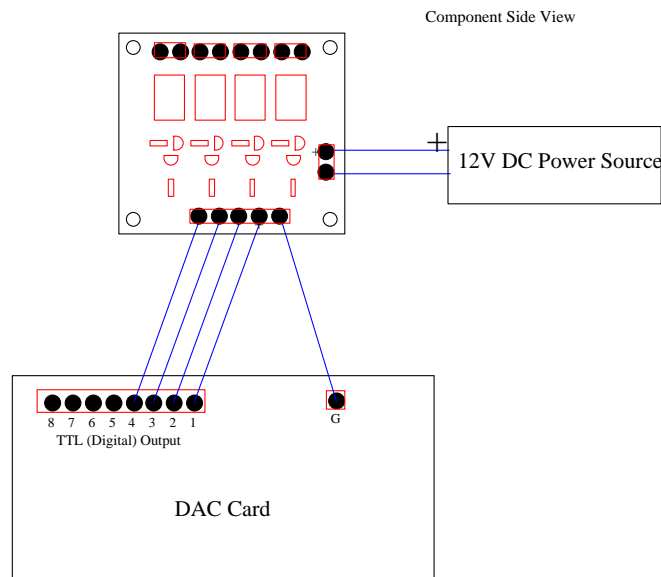 Component Side View
+
+
12V DC Power Source
8 7 6 5 4 3 2 1
G
TTL (Digital) Output
DAC Card